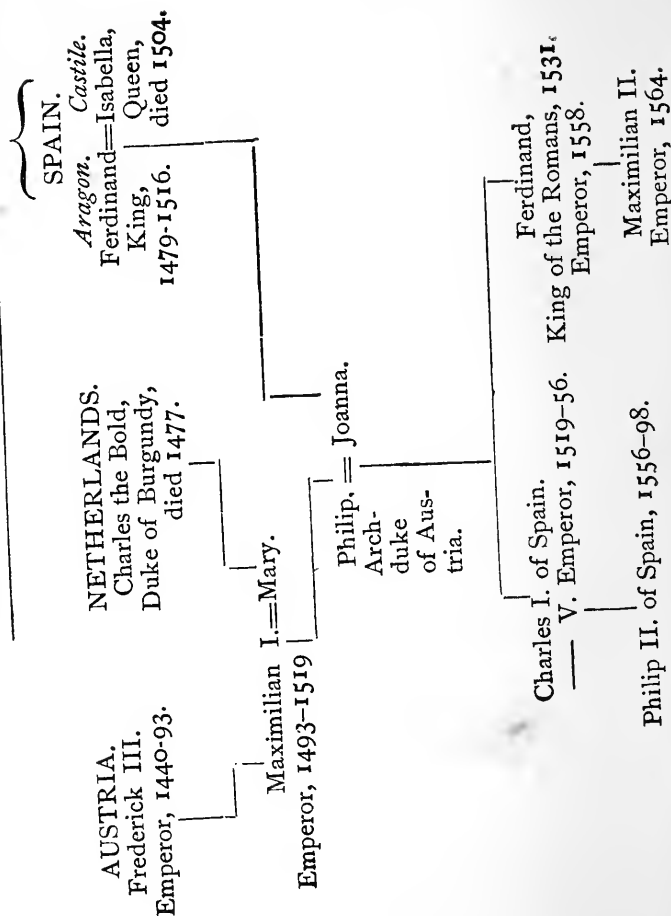 AUSTRIA.
Frederick III.
Emperor, 1440-93.
NETHERLANDS.
Charles the Bold,
Duke of Burgundy,
died 1477.
SPAIN.
Aragon. Castile.
Ferdinand=Isabella,
King, Queen,
1479-1516. died 1504.
Maximilian I.=Mary.
Emperor, 1493-1519
Philip. = Joanna.
Arch-
duke
of Aus-
tria.
Charles I. of Spain.
— V. Emperor, 1519-56.
Ferdinand,
King of the Romans, 1531.
Emperor, 1558.
Philip II. of Spain, 1556-98.
Maximilian II.
Emperor, 1564.